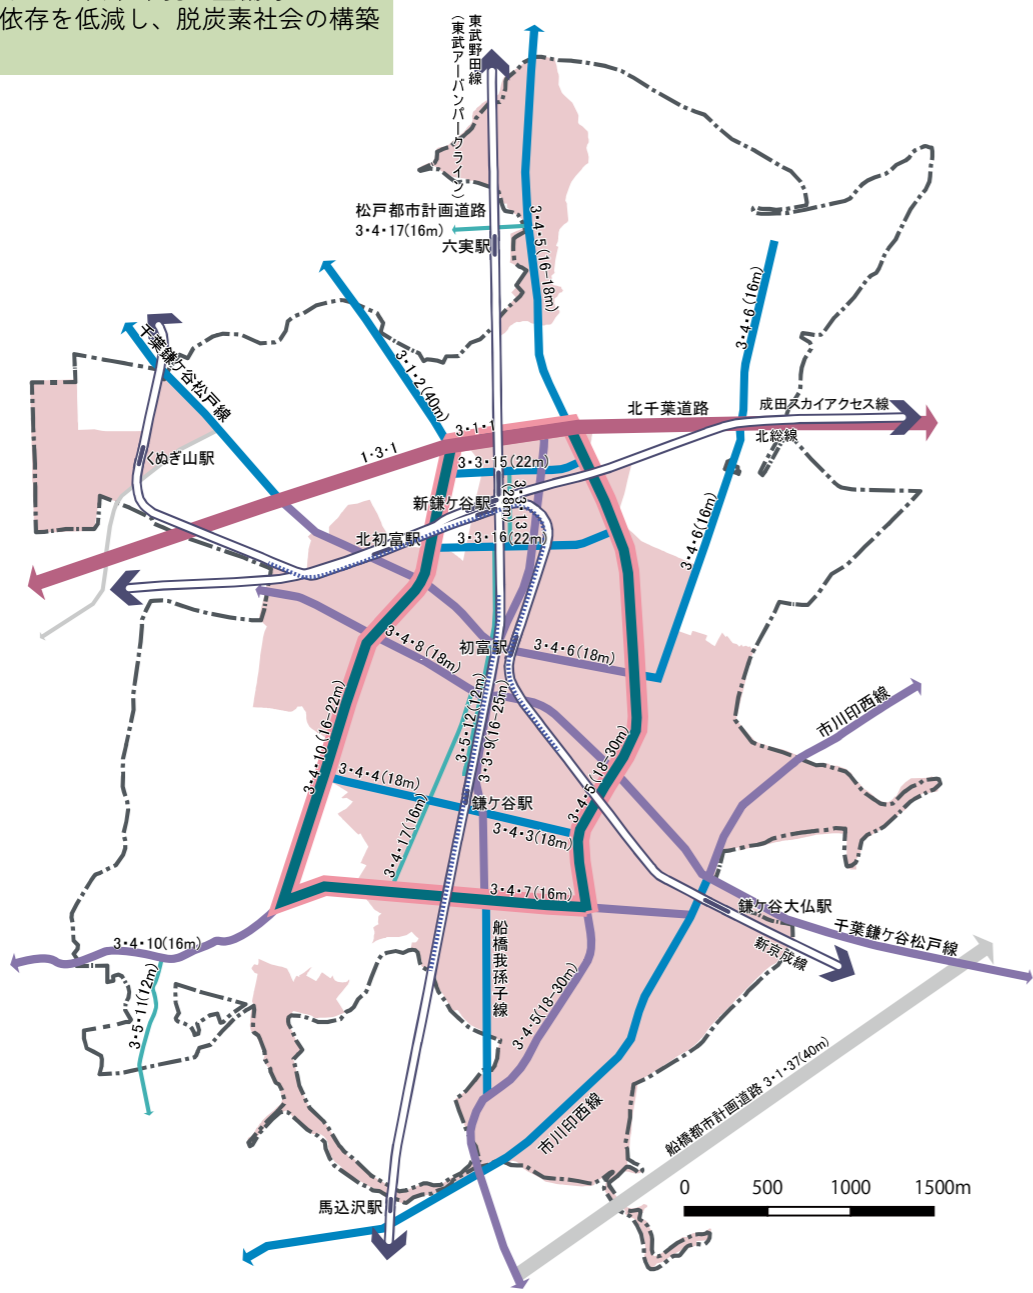 依存を低減し、脱炭素社会の構築
東武野田線
（東武アーバンパークライン）
松戸都市計画道路
3・4・17(16m)
六実駅
3・4・5(16-18m)
3・4・6(16m)
千葉鎌ケ谷松戸線
3・1・2(40m)
北千葉道路
成田スカイアクセス線
北総線
3・1・1
1・3・1
くぬぎ山駅
3・3・15(22m)
新鎌ケ谷駅
3・3・13
(28m)
北初富駅
3・3・16(22m)
3・4・6(16m)
3・4・8(18m)
初富駅
3・4・6(18m)
3・5・12(12m)
3・3・9(16-25m)
3・4・10(16-22m)
市川印西線
3・4・4(18m)
鎌ケ谷駅
3・4・5(18-30m)
3・4・3(18m)
3・4・17(16m)
3・4・7(16m)
鎌ケ谷大仏駅
千葉鎌ケ谷松戸線
新京成線
3・4・10(16m)
船橋我孫子線
3・5・11(12m)
3・4・5(18-30m)
船橋都市計画道路 3・1・37(40m)
市川印西線
馬込沢駅
0 500 1000 1500m